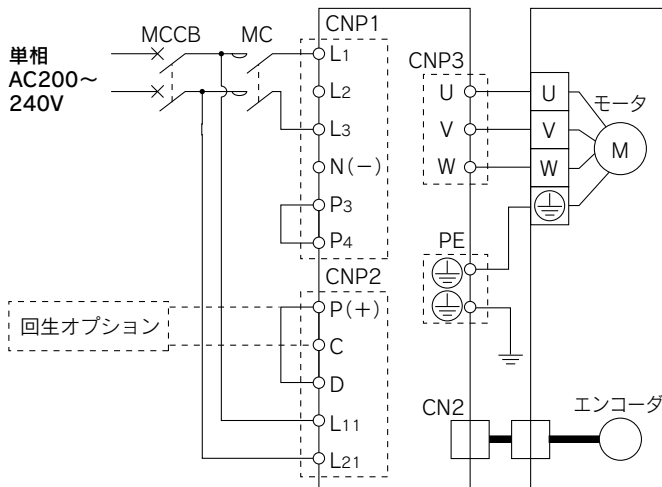 MCCB
MC
CNP1
単相
AC200～
240V
L1
L2
L3
N(−)
P3
P4
CNP3
U
V
W
U
V
W
モータ
M
PE
CNP2
回生オプション
P(+)
C
D
L11
L21
CN2
エンコーダ